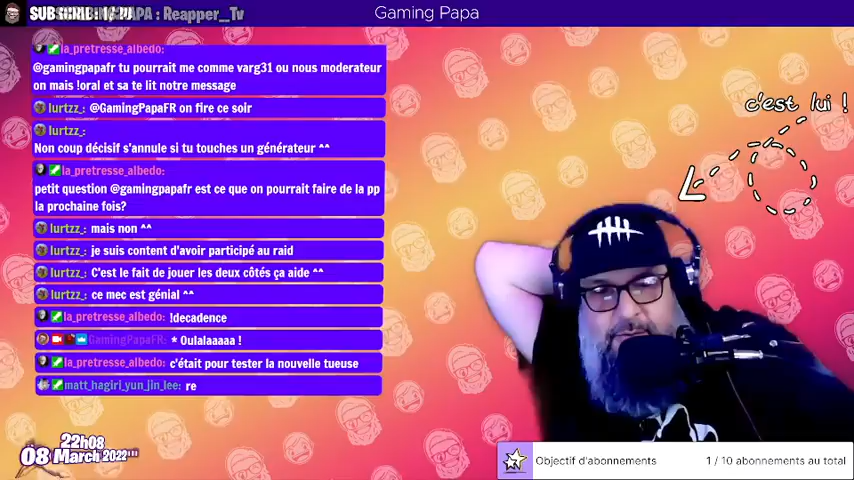 Gaming Papa
Reapper_Tv
la_pretresse_albedo:
@gamingpapafr tu pourrait me comme varg31 ou nous moderateur
on mais !oral et sa te lit notre message
lurtzz_: @GamingPapaFR on fire ce soir
lurtzz_:
Non coup décisif s'annule si tu touches un générateur ^^
la_pretresse_albedo:
petit question @gamingpapafr est ce que on pourrait faire de la pp
la prochaine fois?
lurtzz_: mais non ^^
lurtzz_: je suis content d'avoir participé au raid
lurtzz_: C'est le fait de jouer les deux côtés ça aide ^^
lurtzz_: ce mec est génial ^^
la_pretresse_albedo: !decadence
GamingPapaFR: * Oulalaaaaa !
la_pretresse_albedo: c'était pour tester la nouvelle tueuse
matt_hagiri_yun_jin_lee: re
c'est lui !
22h08
08 March 2022
Objectif d'abonnements 1 / 10 abonnements au total